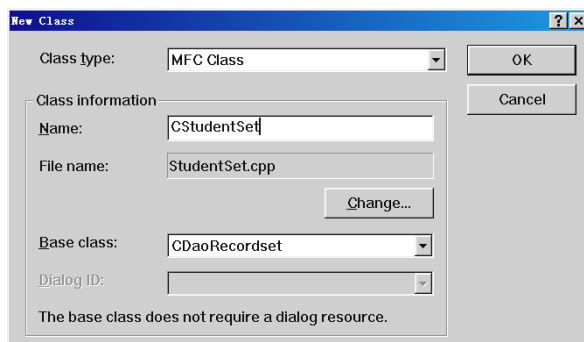 New Class
? ×
Class type: MFC Class
OK
Cancel
Class information
Name: CStudentSet
File name: StudentSet.cpp
Change...
Base class: CDaoRecordset
Dialog ID:
The base class does not require a dialog resource.